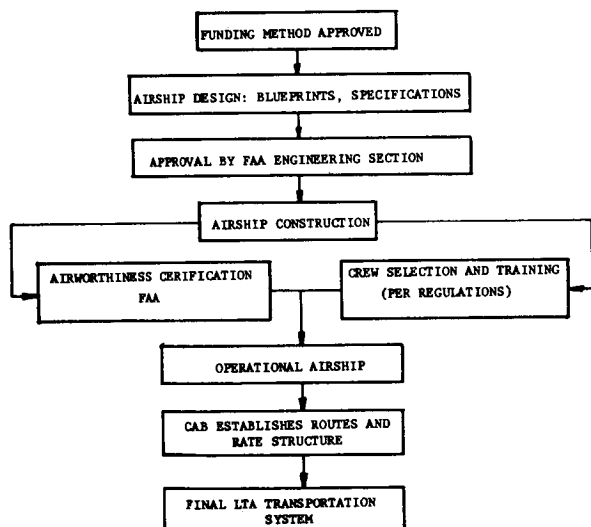 FUNDING METHOD APPROVED
AIRSHIP DESIGN: BLUEPRINTS, SPECIFICATIONS
APPROVAL BY FAA ENGINEERING SECTION
AIRSHIP CONSTRUCTION
AIRWORTHINESS CERIFICATION
FAA
CREW SELECTION AND TRAINING
(PER REGULATIONS)
OPERATIONAL AIRSHIP
CAB ESTABLISHES ROUTES AND
RATE STRUCTURE
FINAL LTA TRANSPORTATION
SYSTEM